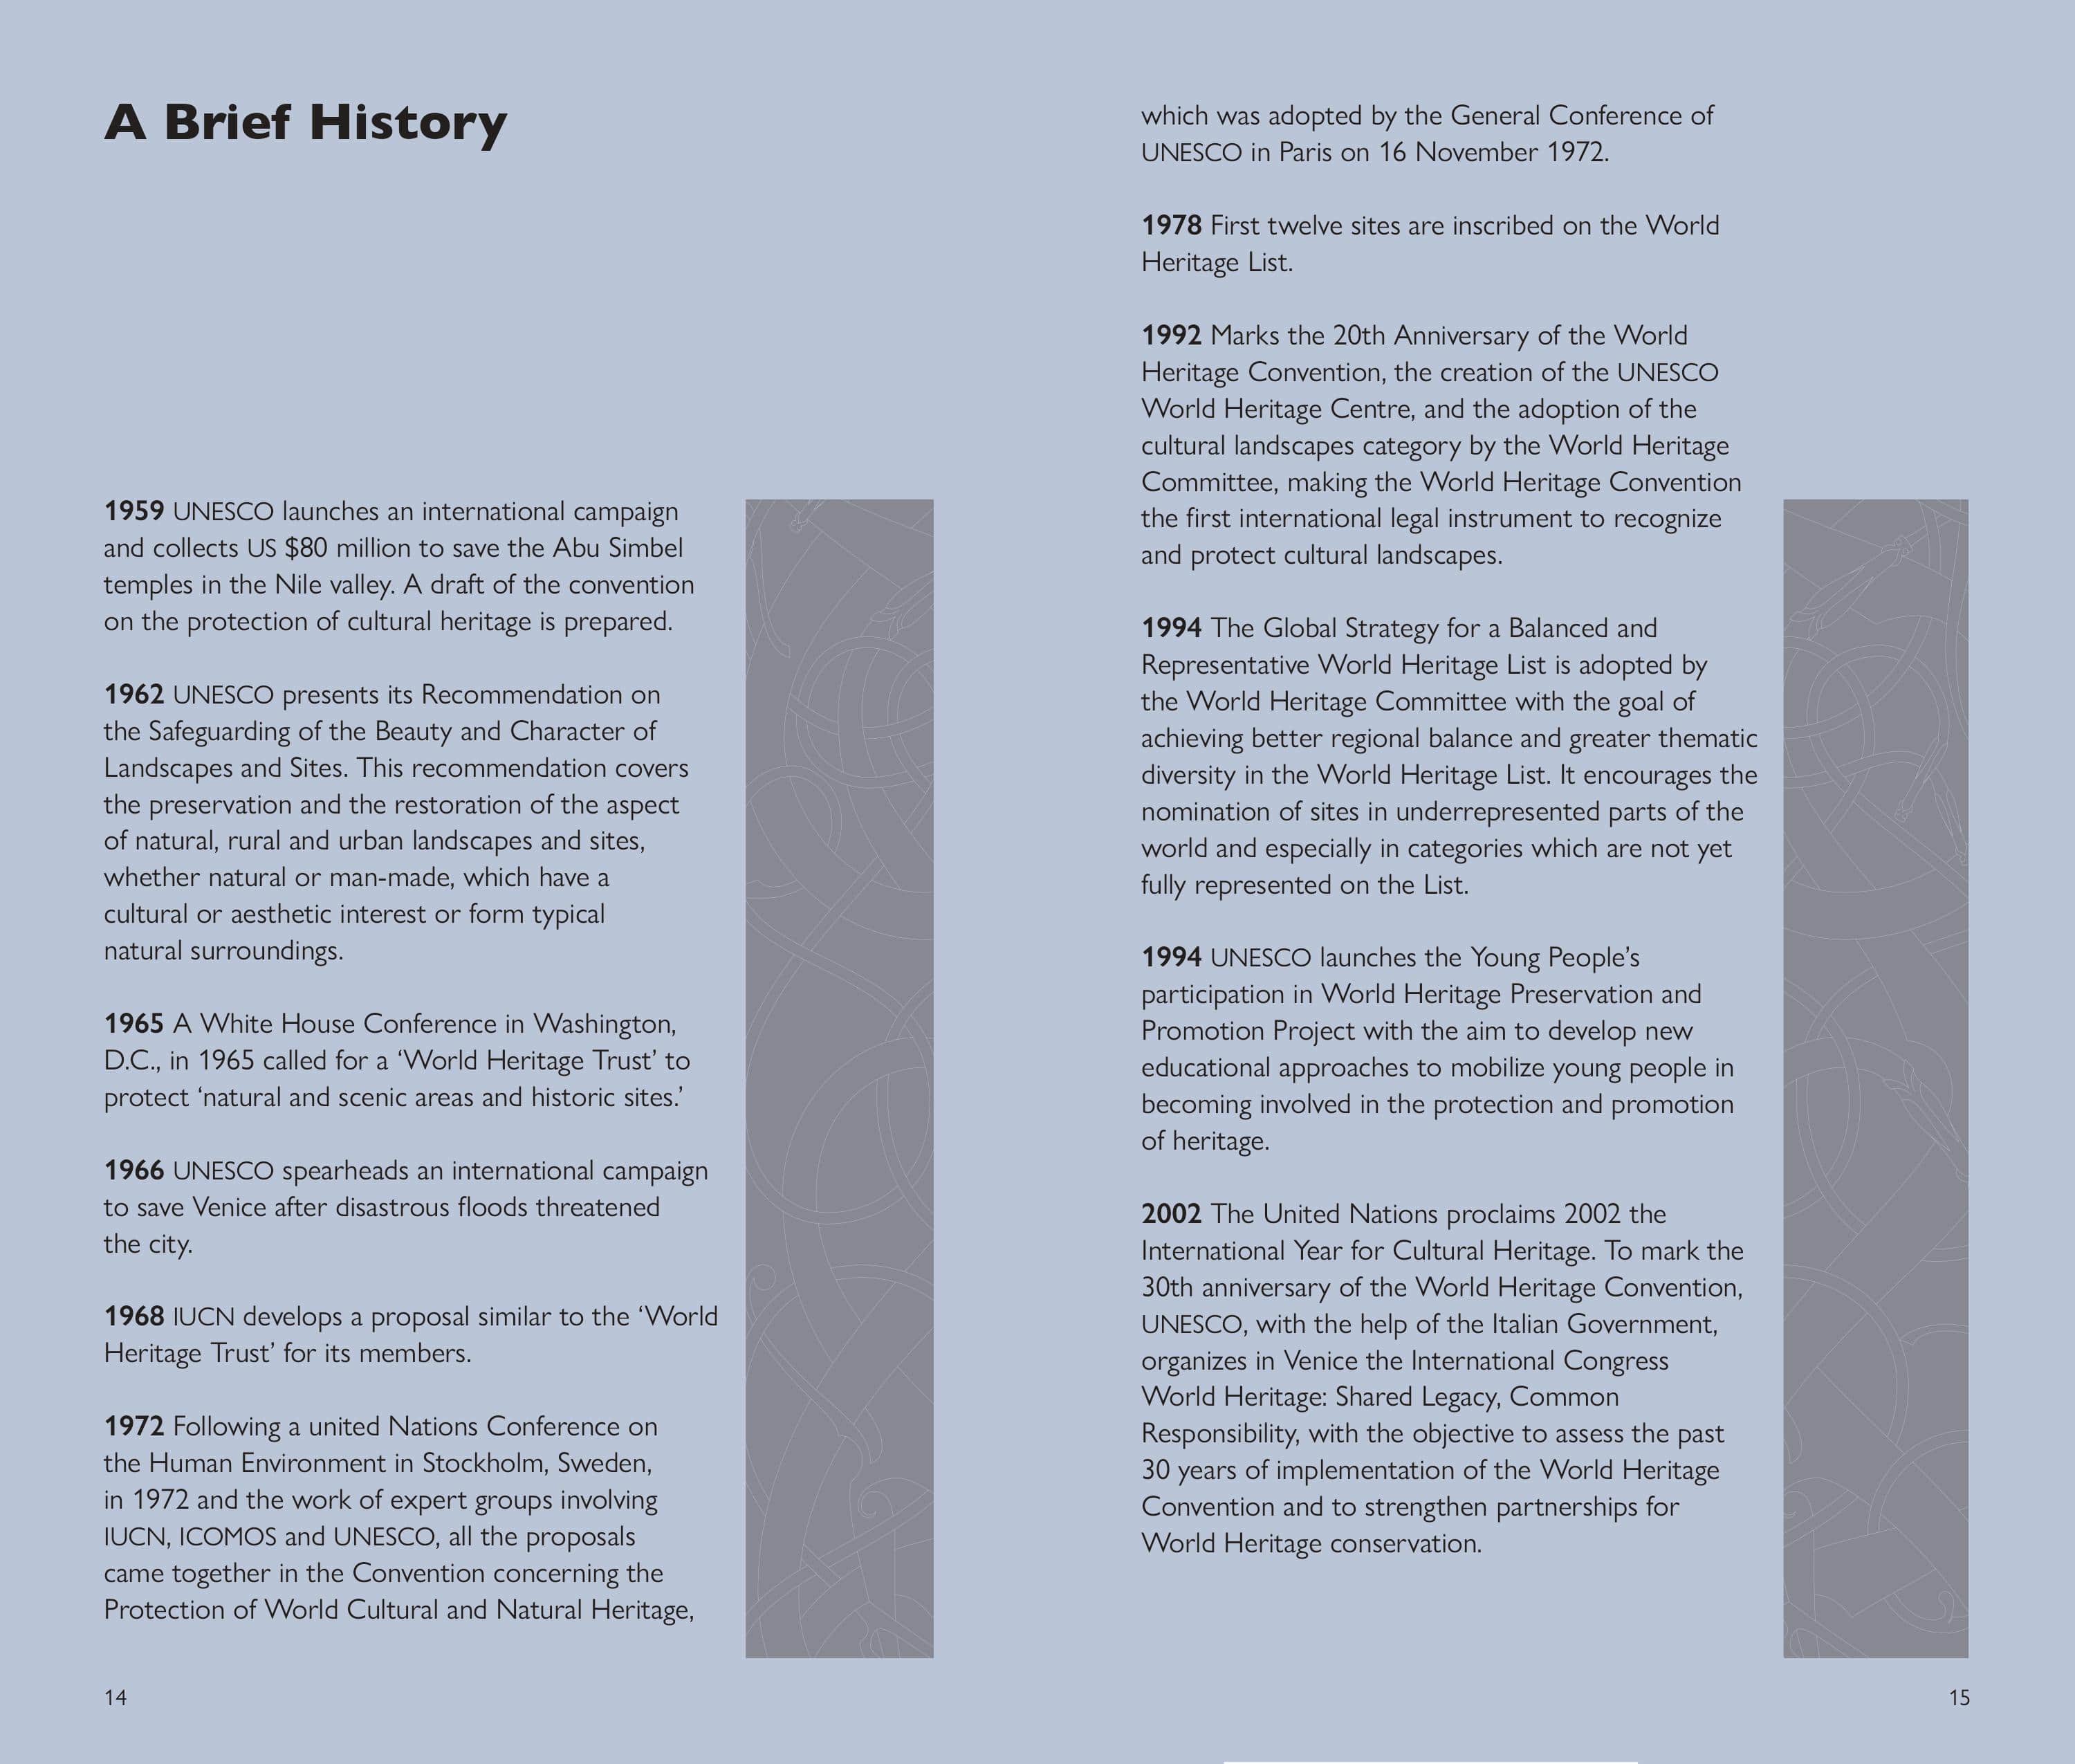 A Brief History
1959 UNESCO launches an international campaign
and collects US $80 million to save the Abu Simbel
temples in the Nile valley. A draft of the convention
on the protection of cultural heritage is prepared.
1962 UNESCO presents its Recommendation on
the Safeguarding of the Beauty and Character of
Landscapes and Sites. This recommendation covers
the preservation and the restoration of the aspect
of natural, rural and urban landscapes and sites,
whether natural or man-made, which have a
cultural or aesthetic interest or form typical
natural surroundings.
1965 A White House Conference in Washington,
D.C., in 1965 called for a ‘World Heritage Trust’ to
protect ‘natural and scenic areas and historic sites.’
1966 UNESCO spearheads an international campaign
to save Venice after disastrous floods threatened
the city.
1968 IUCN develops a proposal similar to the ‘World
Heritage Trust’ for its members.
1972 Following a united Nations Conference on
the Human Environment in Stockholm, Sweden,
in 1972 and the work of expert groups involving
IUCN, ICOMOS and UNESCO, all the proposals
came together in the Convention concerning the
Protection of World Cultural and Natural Heritage,
14
which was adopted by the General Conference of
UNESCO in Paris on 16 November 1972.
1978 First twelve sites are inscribed on the World
Heritage List.
1992 Marks the 20th Anniversary of the World
Heritage Convention, the creation of the UNESCO
World Heritage Centre, and the adoption of the
cultural landscapes category by the World Heritage
Committee, making the World Heritage Convention
the first international legal instrument to recognize
and protect cultural landscapes.
1994 The Global Strategy for a Balanced and
Representative World Heritage List is adopted by
the World Heritage Committee with the goal of
achieving better regional balance and greater thematic
diversity in the World Heritage List. It encourages the
nomination of sites in underrepresented parts of the
world and especially in categories which are not yet
fully represented on the List.
1994 UNESCO launches the Young People’s
participation in World Heritage Preservation and
Promotion Project with the aim to develop new
educational approaches to mobilize young people in
becoming involved in the protection and promotion
of heritage.
2002 The United Nations proclaims 2002 the
International Year for Cultural Heritage. To mark the
30th anniversary of the World Heritage Convention,
UNESCO, with the help of the Italian Government,
organizes in Venice the International Congress
World Heritage: Shared Legacy, Common
Responsibility, with the objective to assess the past
30 years of implementation of the World Heritage
Convention and to strengthen partnerships for
World Heritage conservation.
15